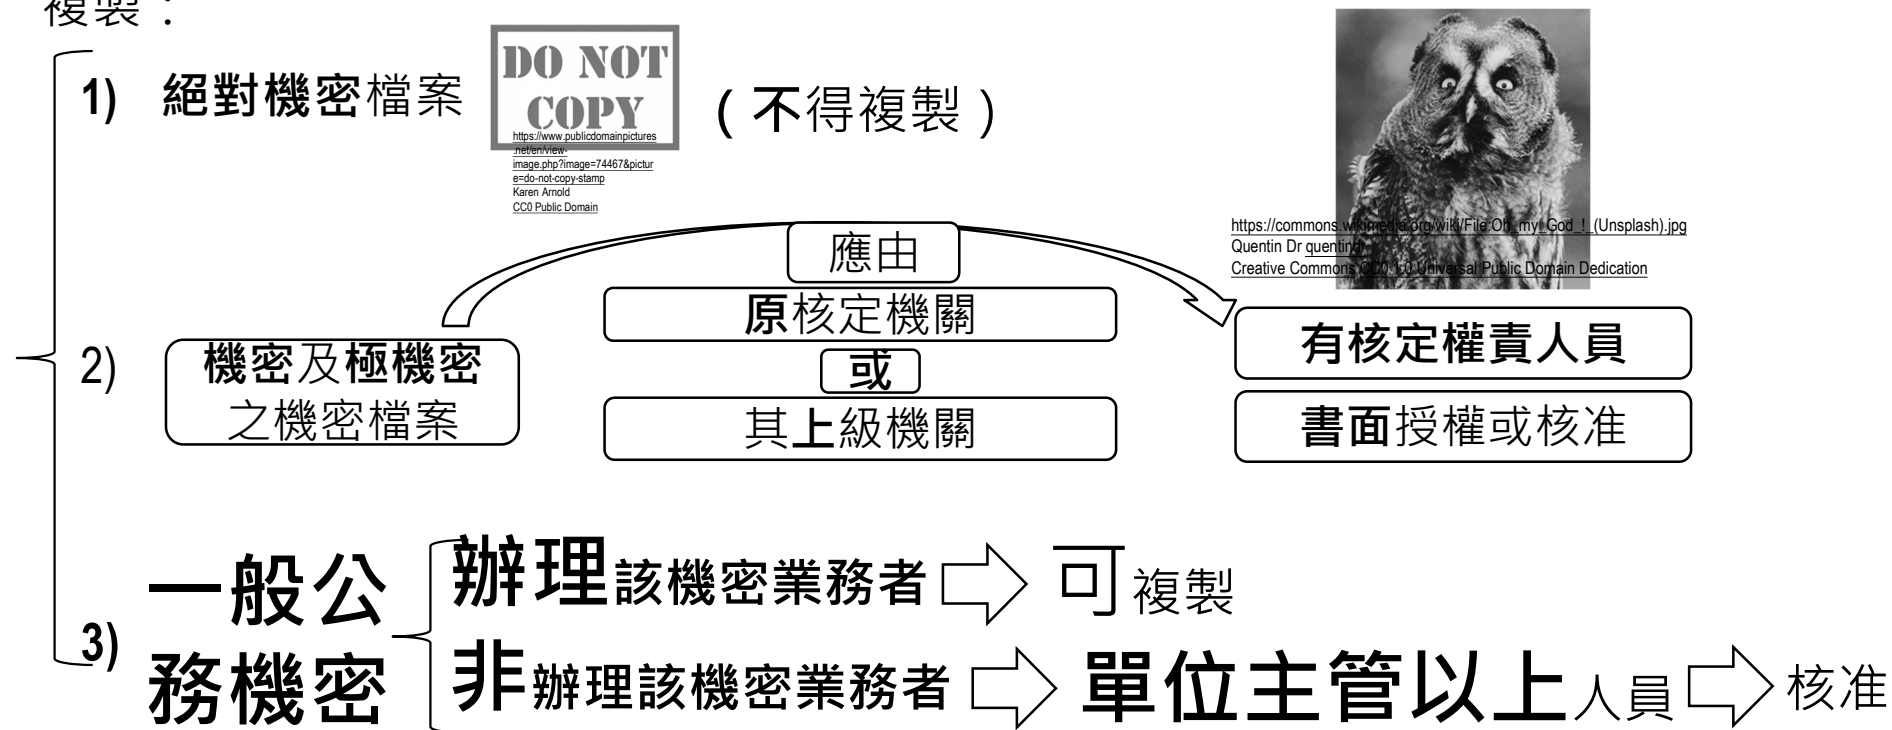 複製：
1) 絕對機密檔案
DO NOT
COPY
(不得複製)
https://www.publicdomainpictures
.net/en/view-
image.php?image=74467&pictur
e=do-not-copy-stamp
Karen Arnold
CC0 Public Domain
https://commons.wikimedia.org/wiki/File:Oh_my_God_!_(Unsplash).jpg
Quentin Dr quentindr
Creative Commons CC0 1.0 Universal Public Domain Dedication
2) 機密及極機密
之機密檔案
應由
原核定機關
或
其上級機關
有核定權責人員
書面授權或核准
3) 一般公
務機密
辦理該機密業務者
可複製
非辦理該機密業務者
單位主管以上人員
核准